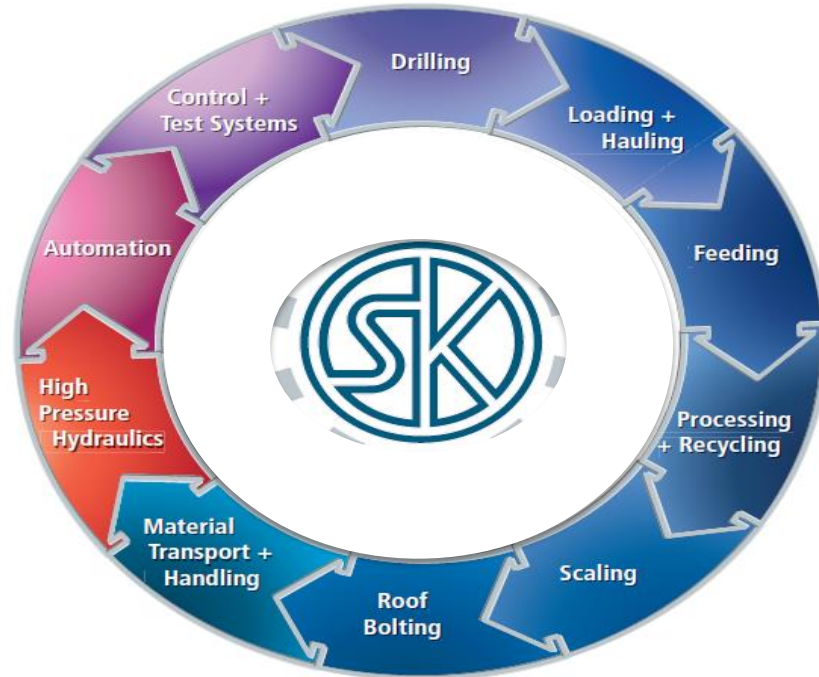 Drilling
Loading +
Hauling
Feeding
Processing
+ Recycling
Scaling
Roof
Bolting
Material
Transport +
Handling
High
Pressure
Hydraulics
Automation
Control +
Test Systems
SK